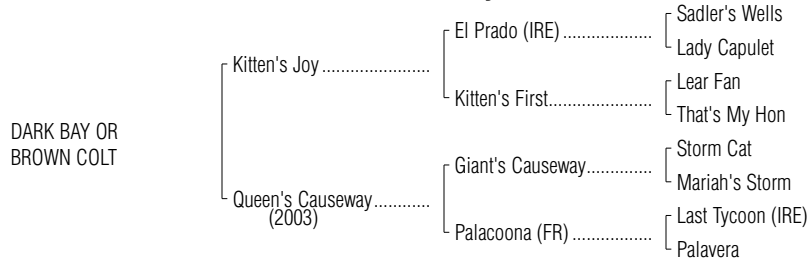 Sadler's Wells
El Prado (IRE) ...................
Lady Capulet
Kitten's Joy .......................
Lear Fan
Kitten's First......................
That's My Hon
DARK BAY OR
BROWN COLT
Storm Cat
Giant's Causeway..............
Mariah's Storm
Queen's Causeway............
(2003)
Last Tycoon (IRE)
Palacoona (FR) .................
Palavera